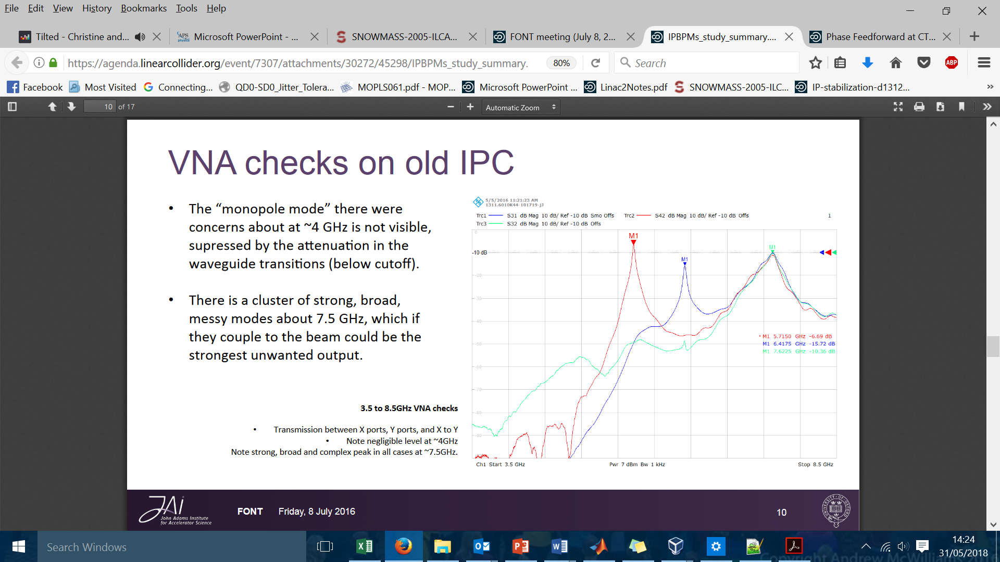 File Edit View History Bookmarks Tools Help
Tilted - Christine and... Microsoft PowerPoint - ... SNOWMASS-2005-ILCA... FONT meeting (July 8, 2... IPBPMs_study_summary.... Phase Feedforward at CT...
https://agenda.linearcollider.org/event/7307/attachments/30272/45298/IPBPMs_study_summary. 80% Search ABP
Facebook Most Visited Connecting... QD0-SD0_Jitter_Tolera... MOPLS061.pdf - MOP... Microsoft PowerPoint ... Linac2Notes.pdf SNOWMASS-2005-ILC... IP-stabilization-d1312...
10 of 17 Automatic Zoom
VNA checks on old IPC
• The “monopole mode” there were
concerns about at ~4 GHz is not visible,
supressed by the attenuation in the
waveguide transitions (below cutoff).
• There is a cluster of strong, broad,
messy modes about 7.5 GHz, which if
they couple to the beam could be the
strongest unwanted output.
3.5 to 8.5GHz VNA checks
• Transmission between X ports, Y ports, and X to Y
• Note negligible level at ~4GHz
Note strong, broad and complex peak in all cases at ~7.5GHz.
5/5/2016 11:21:23 AM
1311.6010K44-101719-JJ
Trc1 S31 dB Mag 10 dB/ Ref -10 dB Smo Offs Trc2 S42 dB Mag 10 dB/ Ref -10 dB Offs 1
Trc3 S32 dB Mag 10 dB/ Ref -10 dB Offs
0
M1
M1
-10 dB
M1
-20
-30
-40
• M1 5.7150 GHz -6.69 dB
M1 6.4175 GHz -15.72 dB
-50
M1 7.6225 GHz -10.36 dB
-60
-70
-80
-90
Ch1 Start 3.5 GHz Pwr 7 dBm Bw 1 kHz Stop 8.5 GHz
JAi
John Adams Institute
for Accelerator Science
FONT Friday, 8 July 2016 10
UNIVERSITY OF OXFORD
Search Windows
14:24
31/05/2018
Copyright Andrew McWilliams